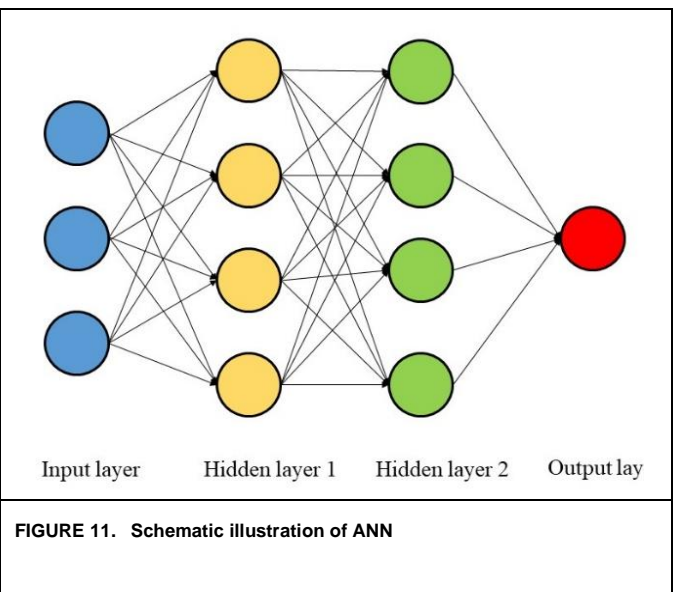 Input layer Hidden layer 1 Hidden layer 2 Output lay
FIGURE 11. Schematic illustration of ANN